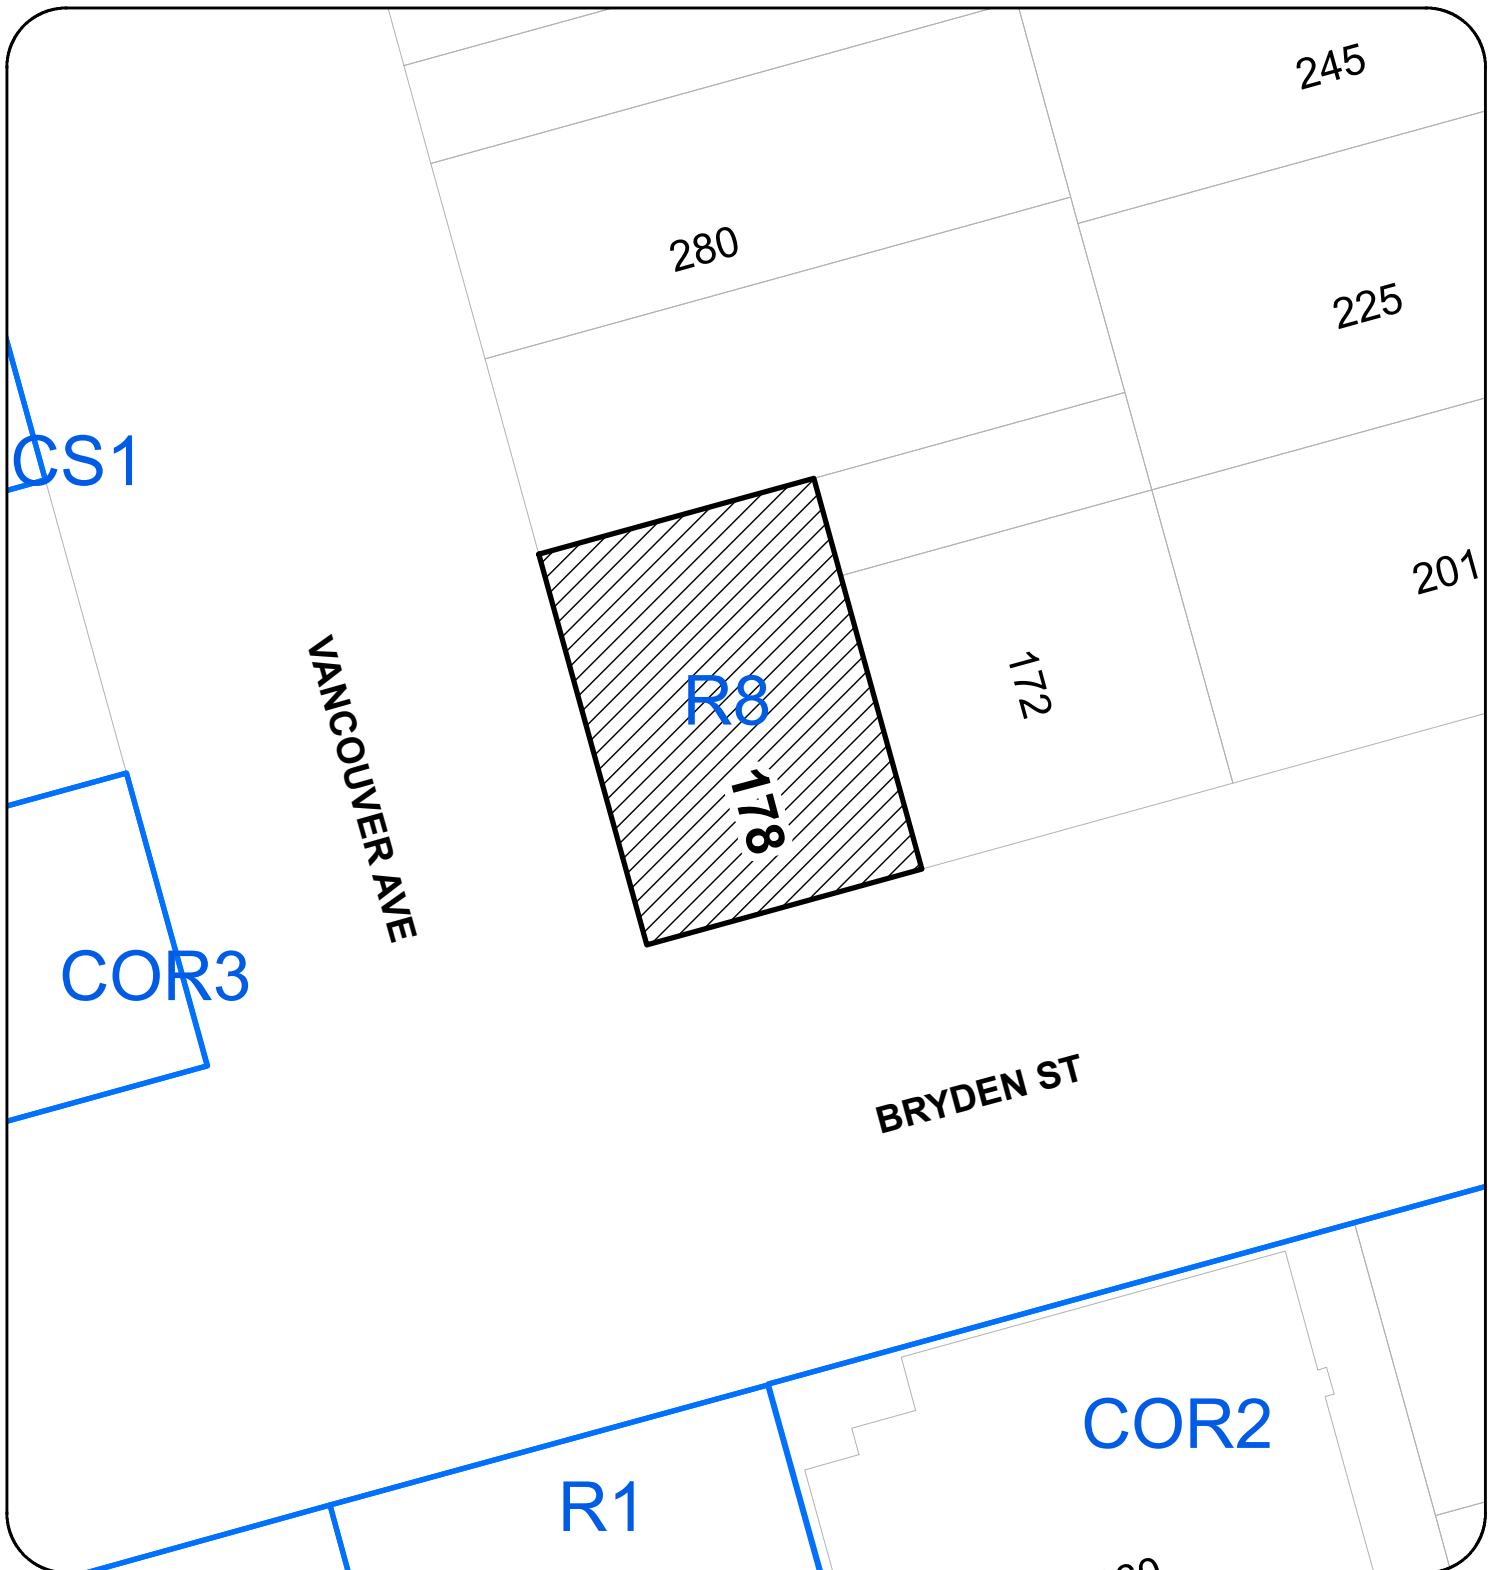 245
280
225
CS1
201
172
R8
VANCOUVER AVE
178
COR3
BRYDEN ST
COR2
R1